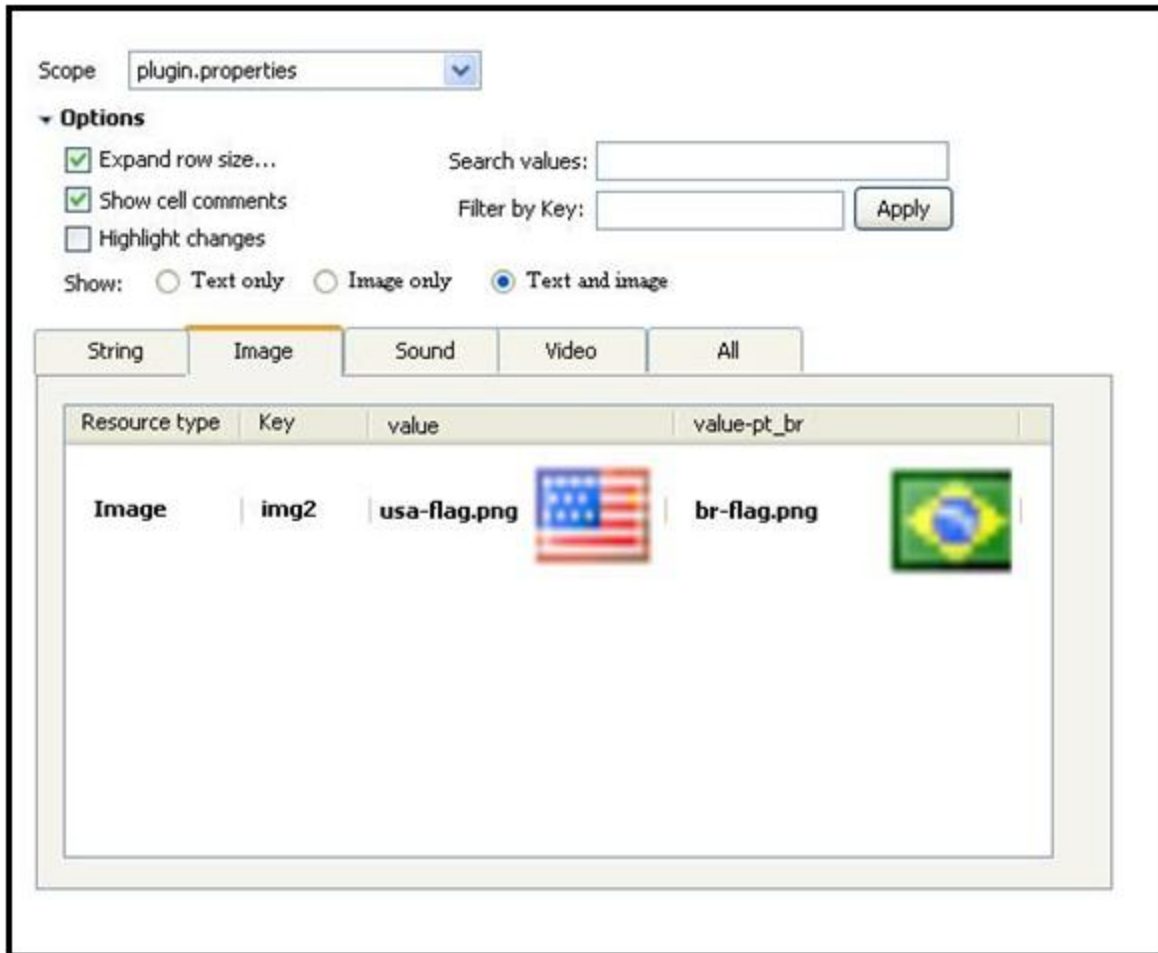 Scope plugin.properties
Options
Expand row size... Search values:
Show cell comments Filter by Key: Apply
Highlight changes
Show: Text only Image only Text and image
String Image Sound Video All
Resource type Key value value-pt_br
Image img2 usa-flag.png br-flag.png